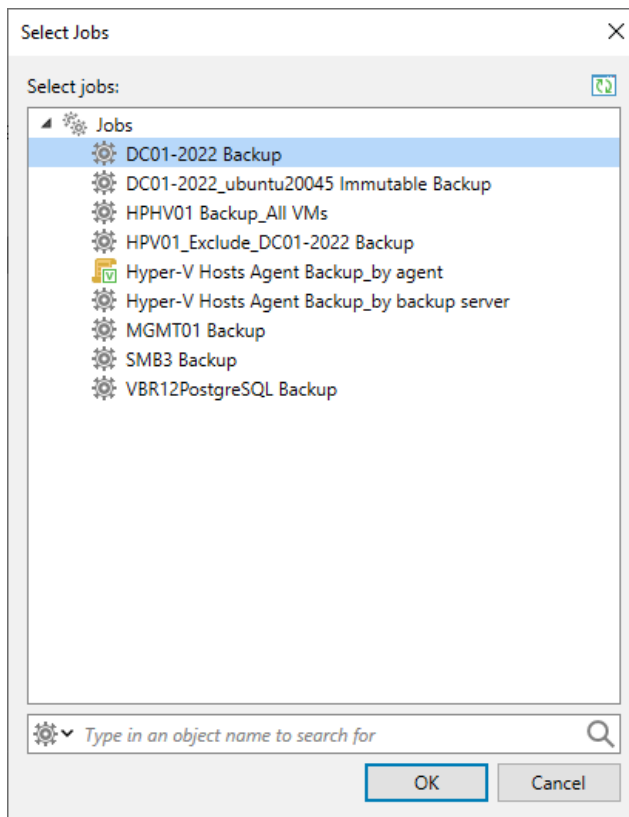 Select Jobs
Select jobs:
Jobs
DC01-2022 Backup
DC01-2022_ubuntu20045 Immutable Backup
HPHV01 Backup_All VMs
HPV01_Exclude_DC01-2022 Backup
Hyper-V Hosts Agent Backup_by agent
Hyper-V Hosts Agent Backup_by backup server
MGMT01 Backup
SMB3 Backup
VBR12PostgreSQL Backup
Type in an object name to search for
OK Cancel